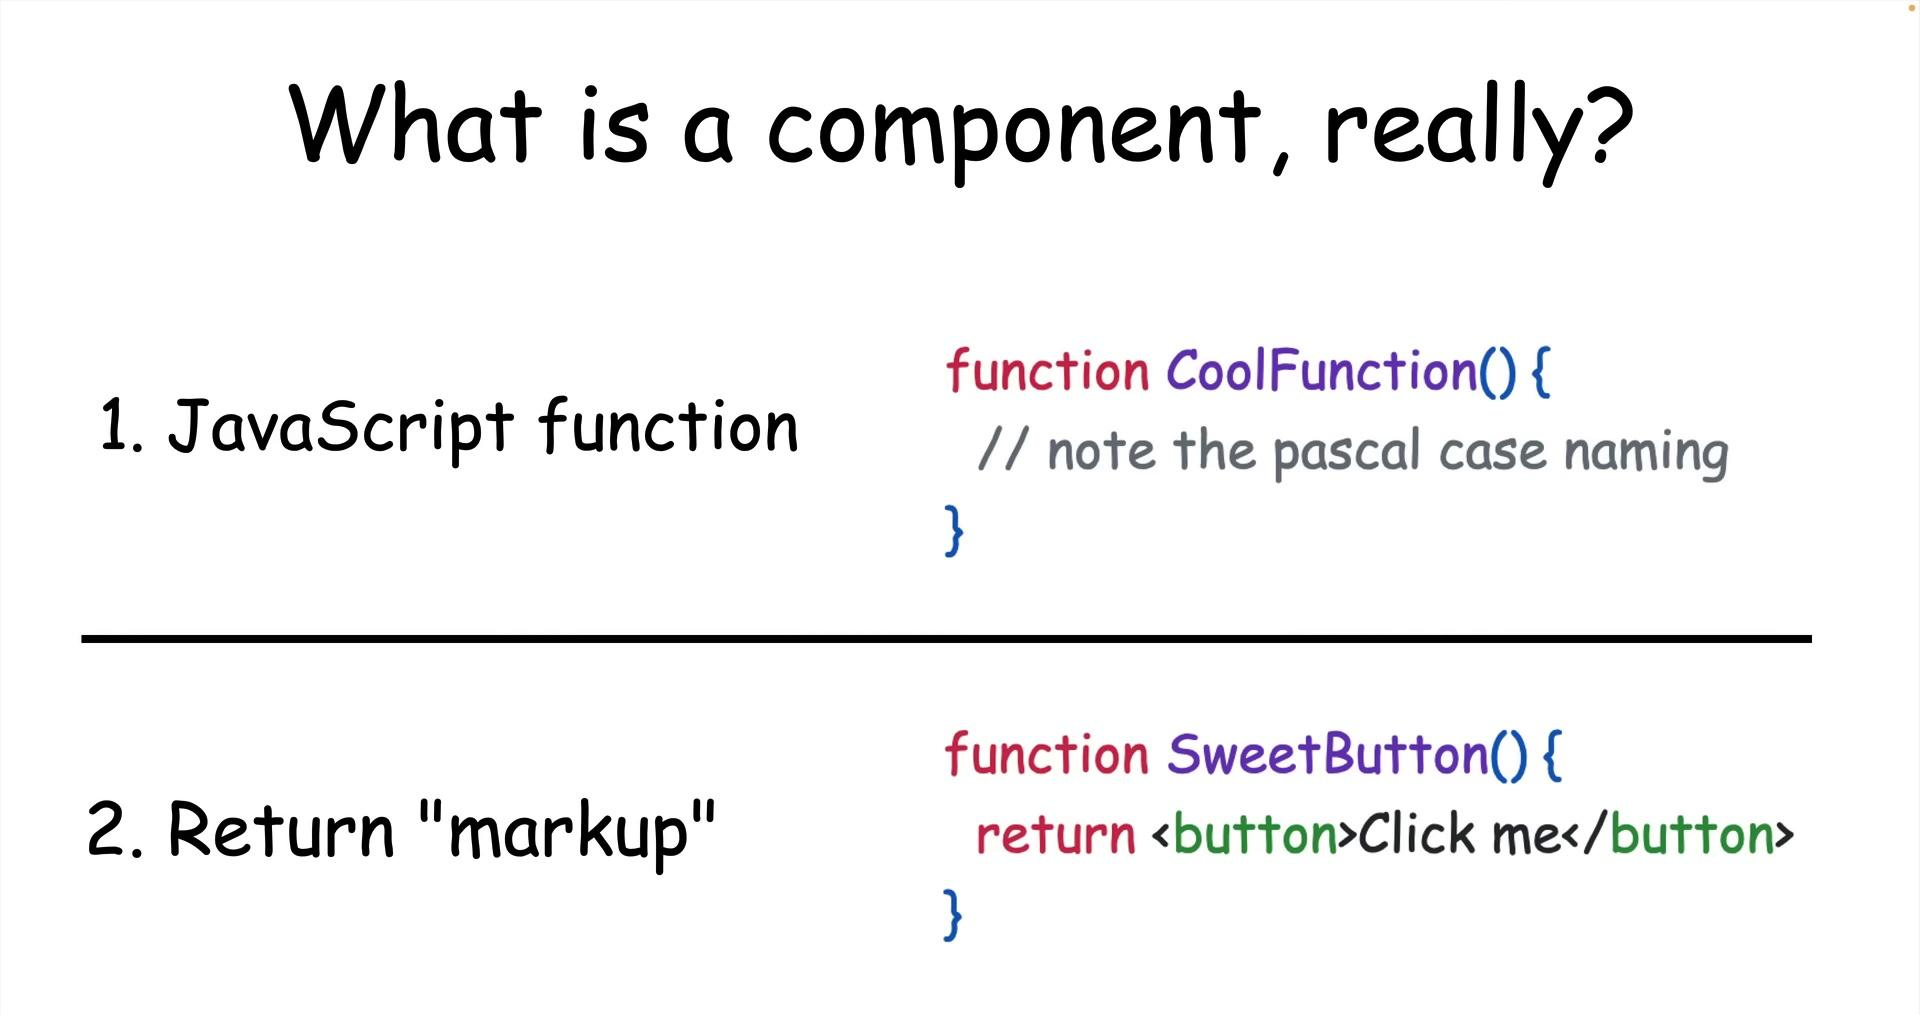 What is a component, really?
1. JavaScript function
function CoolFunction() {
// note the pascal case naming
}
2. Return "markup"
function SweetButton() {
return <button>Click me</button>
}